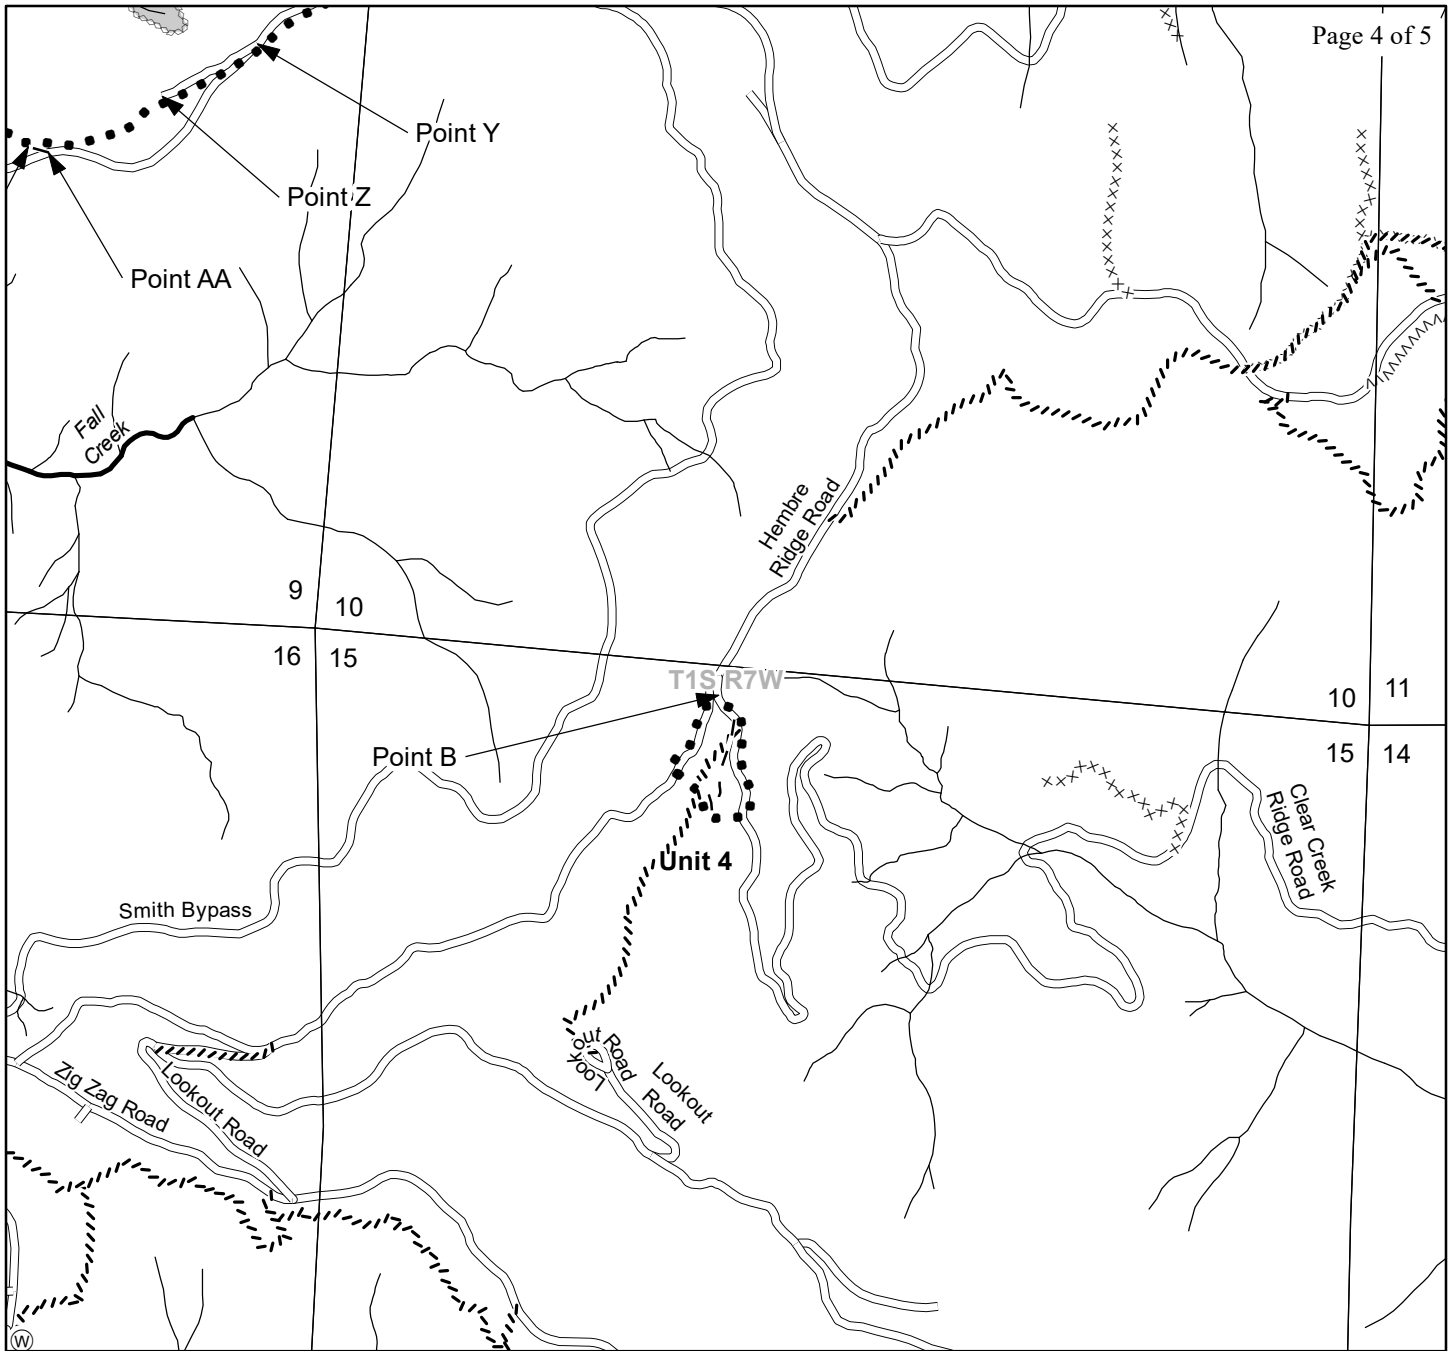 Page 4 of 5
Point Y
Point Z
Point AA
Fall
Creek
Hembre
Ridge Road
9
10
16
15
T1S R7W
10
11
15
14
Point B
Unit 4
Clear Creek
Ridge Road
Smith Bypass
Lookout Road
Lookout
Road
Zig Zag Road
Lookout Road
W